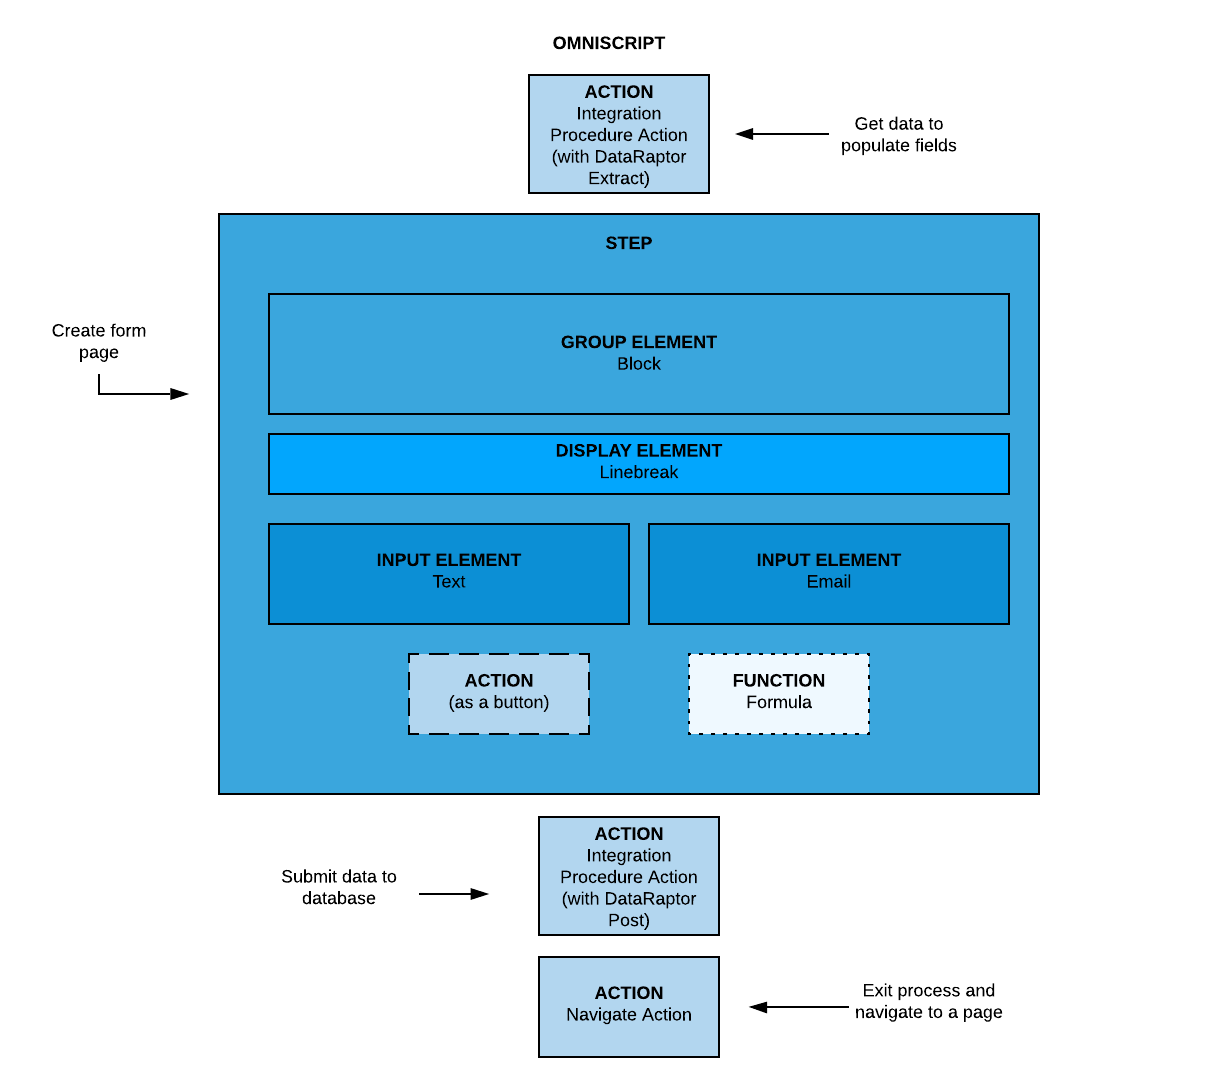 OMNISCRIPT
ACTION
Integration
Procedure Action
(with DataRaptor
Extract)
Get data to
populate fields
STEP
Create form
page
GROUP ELEMENT
Block
DISPLAY ELEMENT
Linebreak
INPUT ELEMENT
Text
INPUT ELEMENT
Email
ACTION
(as a button)
FUNCTION
Formula
ACTION
Integration
Procedure Action
(with DataRaptor
Post)
Submit data to
database
ACTION
Navigate Action
Exit process and
navigate to a page